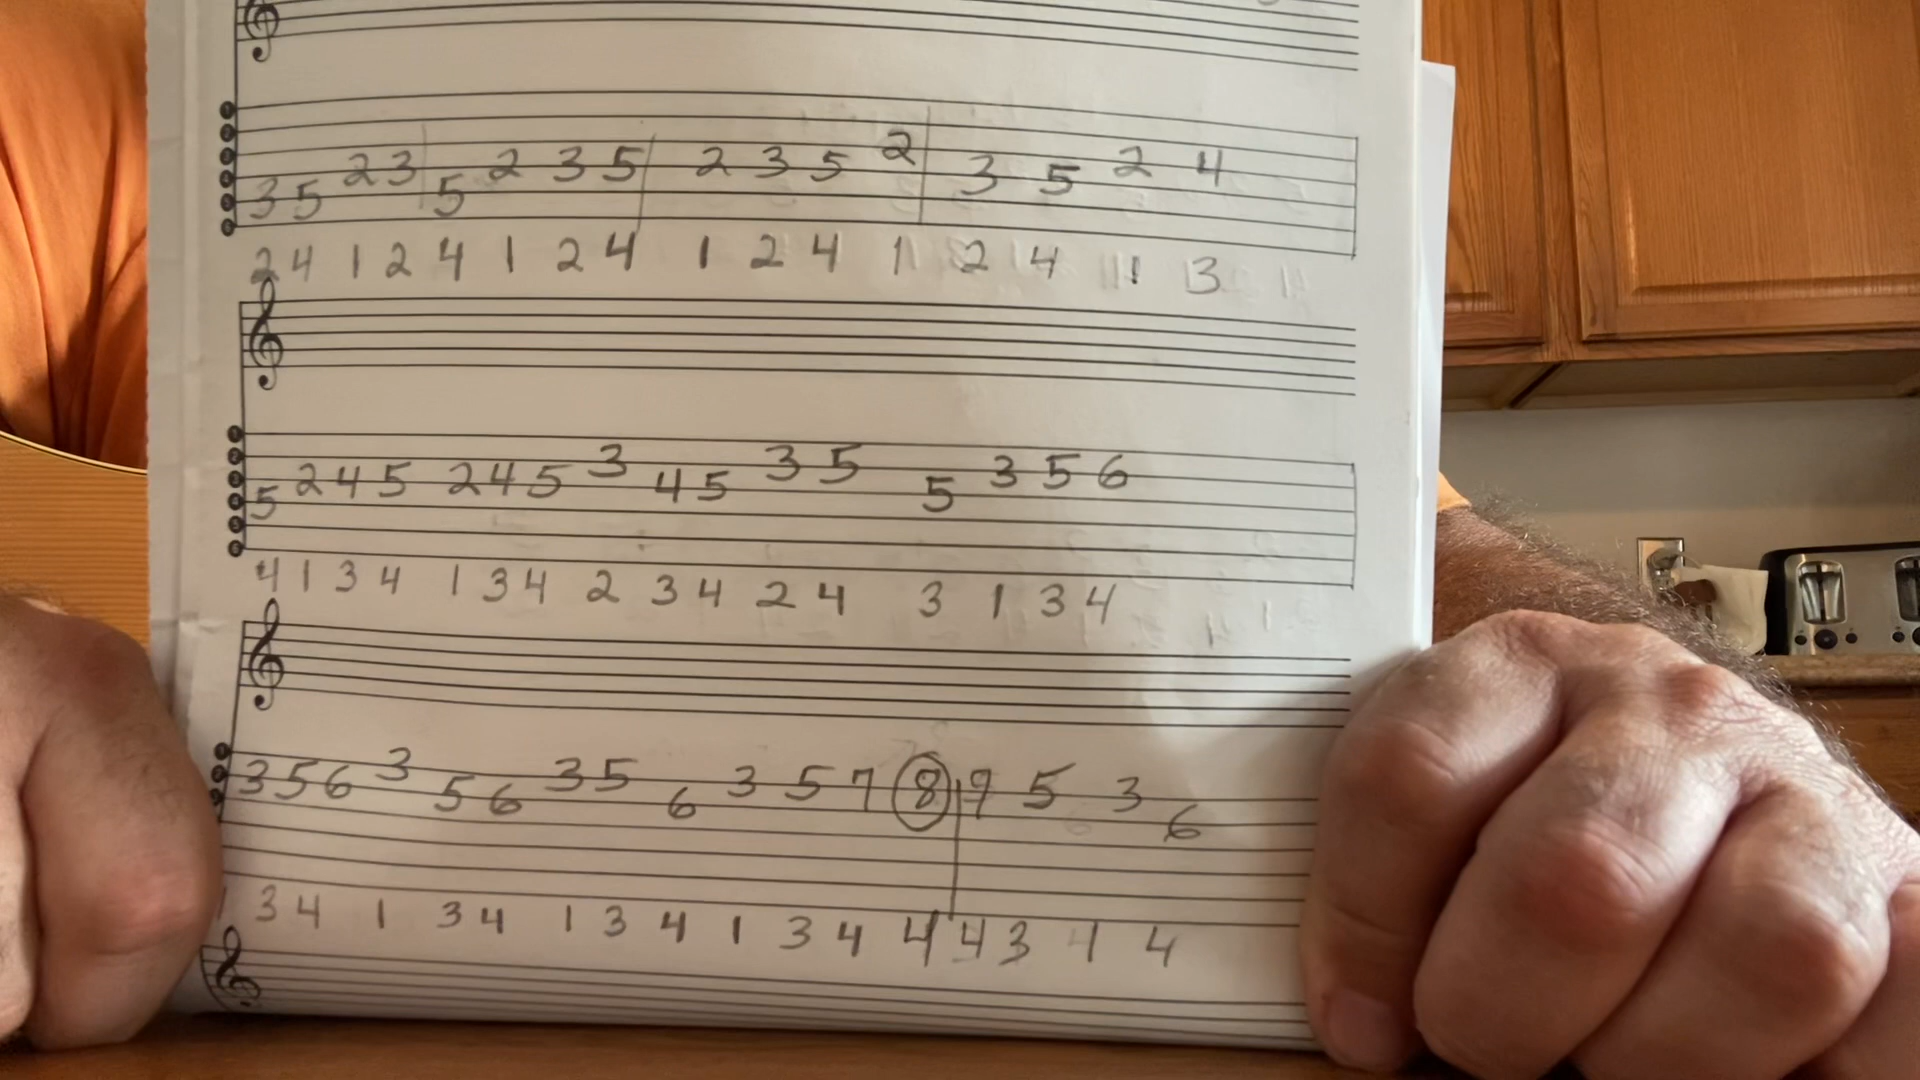 3 5 2 3 5 2 3 5 2 3 5 2 3 5 2 4
2 4 1 2 4 1 2 4 1 2 4 1 2 4 1 3
5 2 4 5 2 4 5 3 4 5 3 5 5 3 5 6
4 1 3 4 1 3 4 2 3 4 2 4 3 1 3 4
3 5 6 3 5 6 3 5 6 3 5 7 8 7 5 3 6
1 3 4 1 3 4 1 3 4 1 3 4 4 4 3 1 4